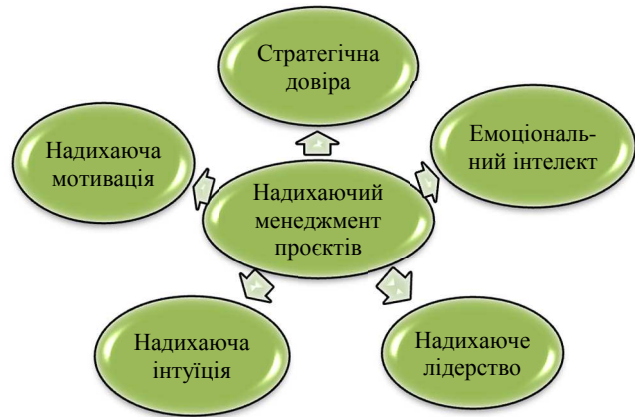 Стратегічна
довіра
Надихаюча
мотивація
Емоціональ-
ний інтелект
Надихаючий
менеджмент
проєктів
Надихаюча
інтуїція
Надихаюче
лідерство